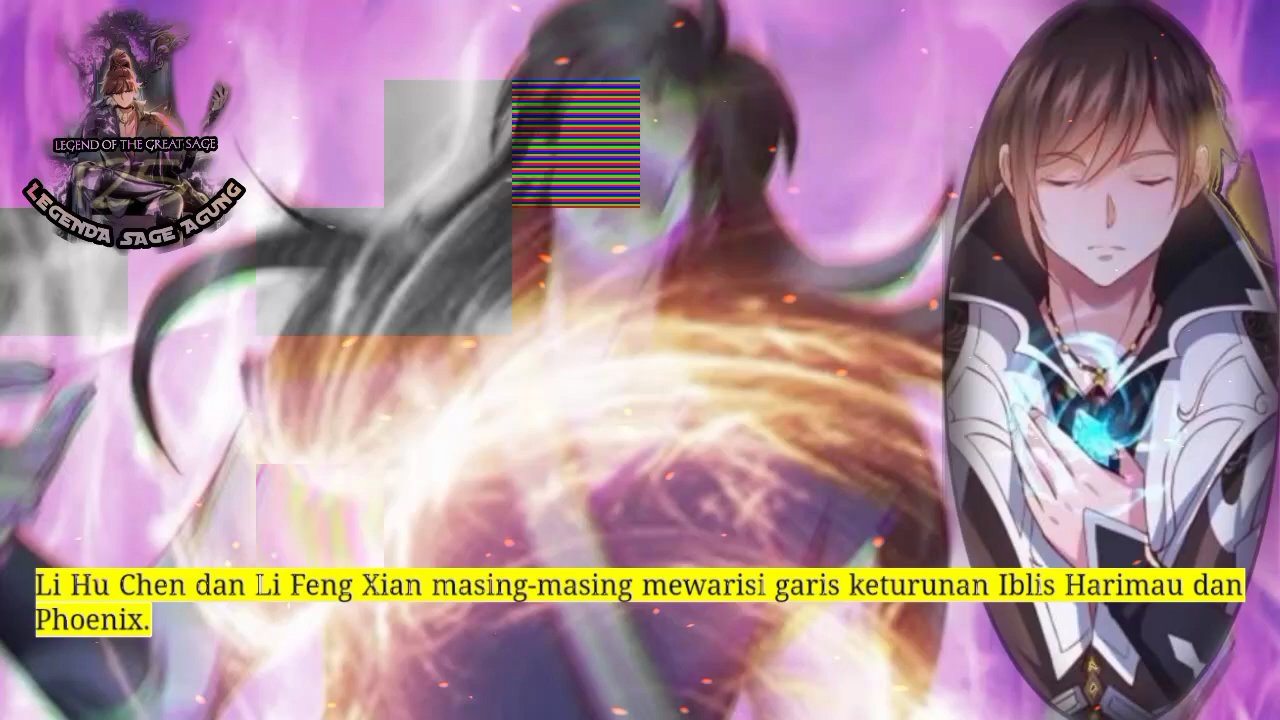 LEGEND OF THE GREAT SAGE
LEGENDA SAGE AGUNG
Li Hu Chen dan Li Feng Xian masing-masing mewarisi garis keturunan Iblis Harimau dan
Phoenix.